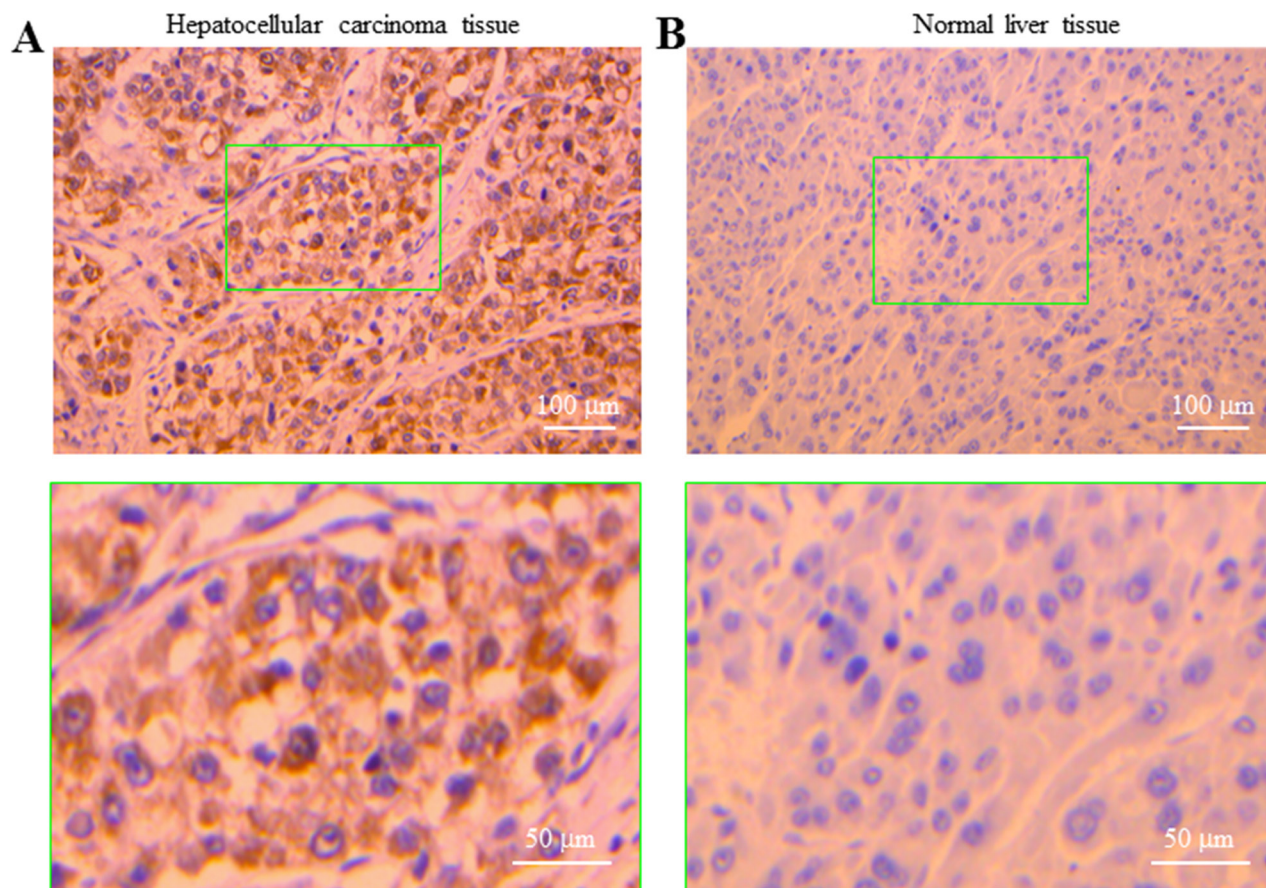 A
Hepatocellular carcinoma tissue
B
Normal liver tissue
100 μm
100 μm
50 μm
50 μm